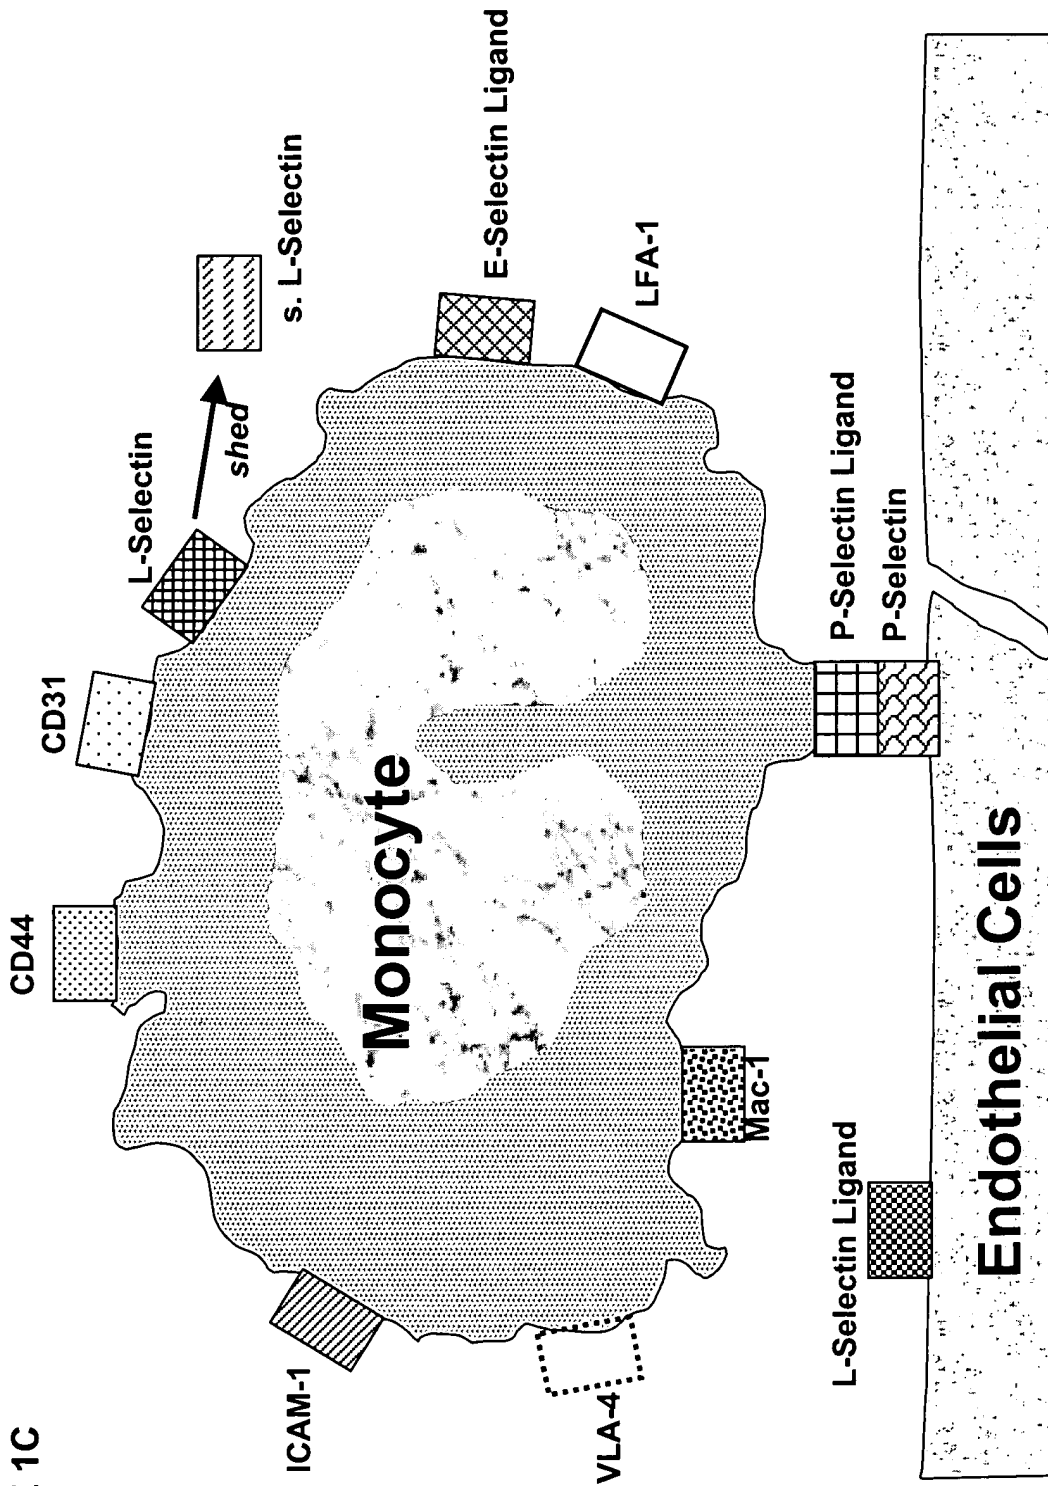 1C
CD44
CD31
L-Selectin
shed
s. L-Selectin
ICAM-1
Monocyte
E-Selectin Ligand
VLA-4
LFA-1
Mac-1
L-Selectin Ligand
P-Selectin Ligand
P-Selectin
Endothelial Cells